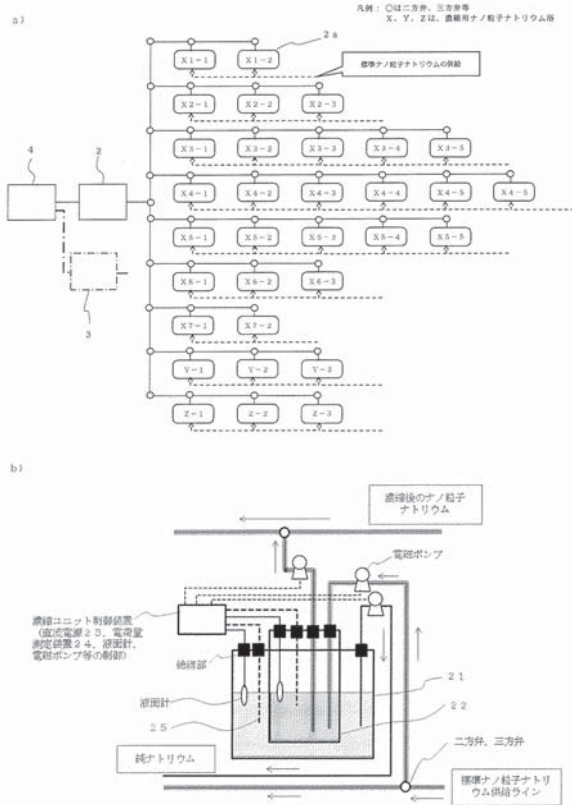 凡例：○は二方弁、三方弁等
X、Y、Zは、濃縮用ナノ粒子ナトリウム浴
a）
2a
標準ナノ粒子ナトリウムの供給
X1-1 X1-2
X2-1 X2-2 X2-3
4
2
X3-1 X3-2 X3-3 X3-4 X3-5
X4-1 X4-2 X4-3 X4-4 X4-5 X4-5
X5-1 X5-2 X5-3 X5-4 X5-5
3
X6-1 X6-2 X6-3
X7-1 X7-2
Y-1 Y-2 Y-3
Z-1 Z-2 Z-3
b）
濃縮後のナノ粒子
ナトリウム
電磁ポンプ
濃縮ユニット制御装置
（直流電源23、電荷量
測定装置24、液面計、
電磁ポンプ等の制御）
絶縁部
21
液面計
25
22
純ナトリウム
二方弁、三方弁
標準ナノ粒子ナトリ
ウム供給ライン